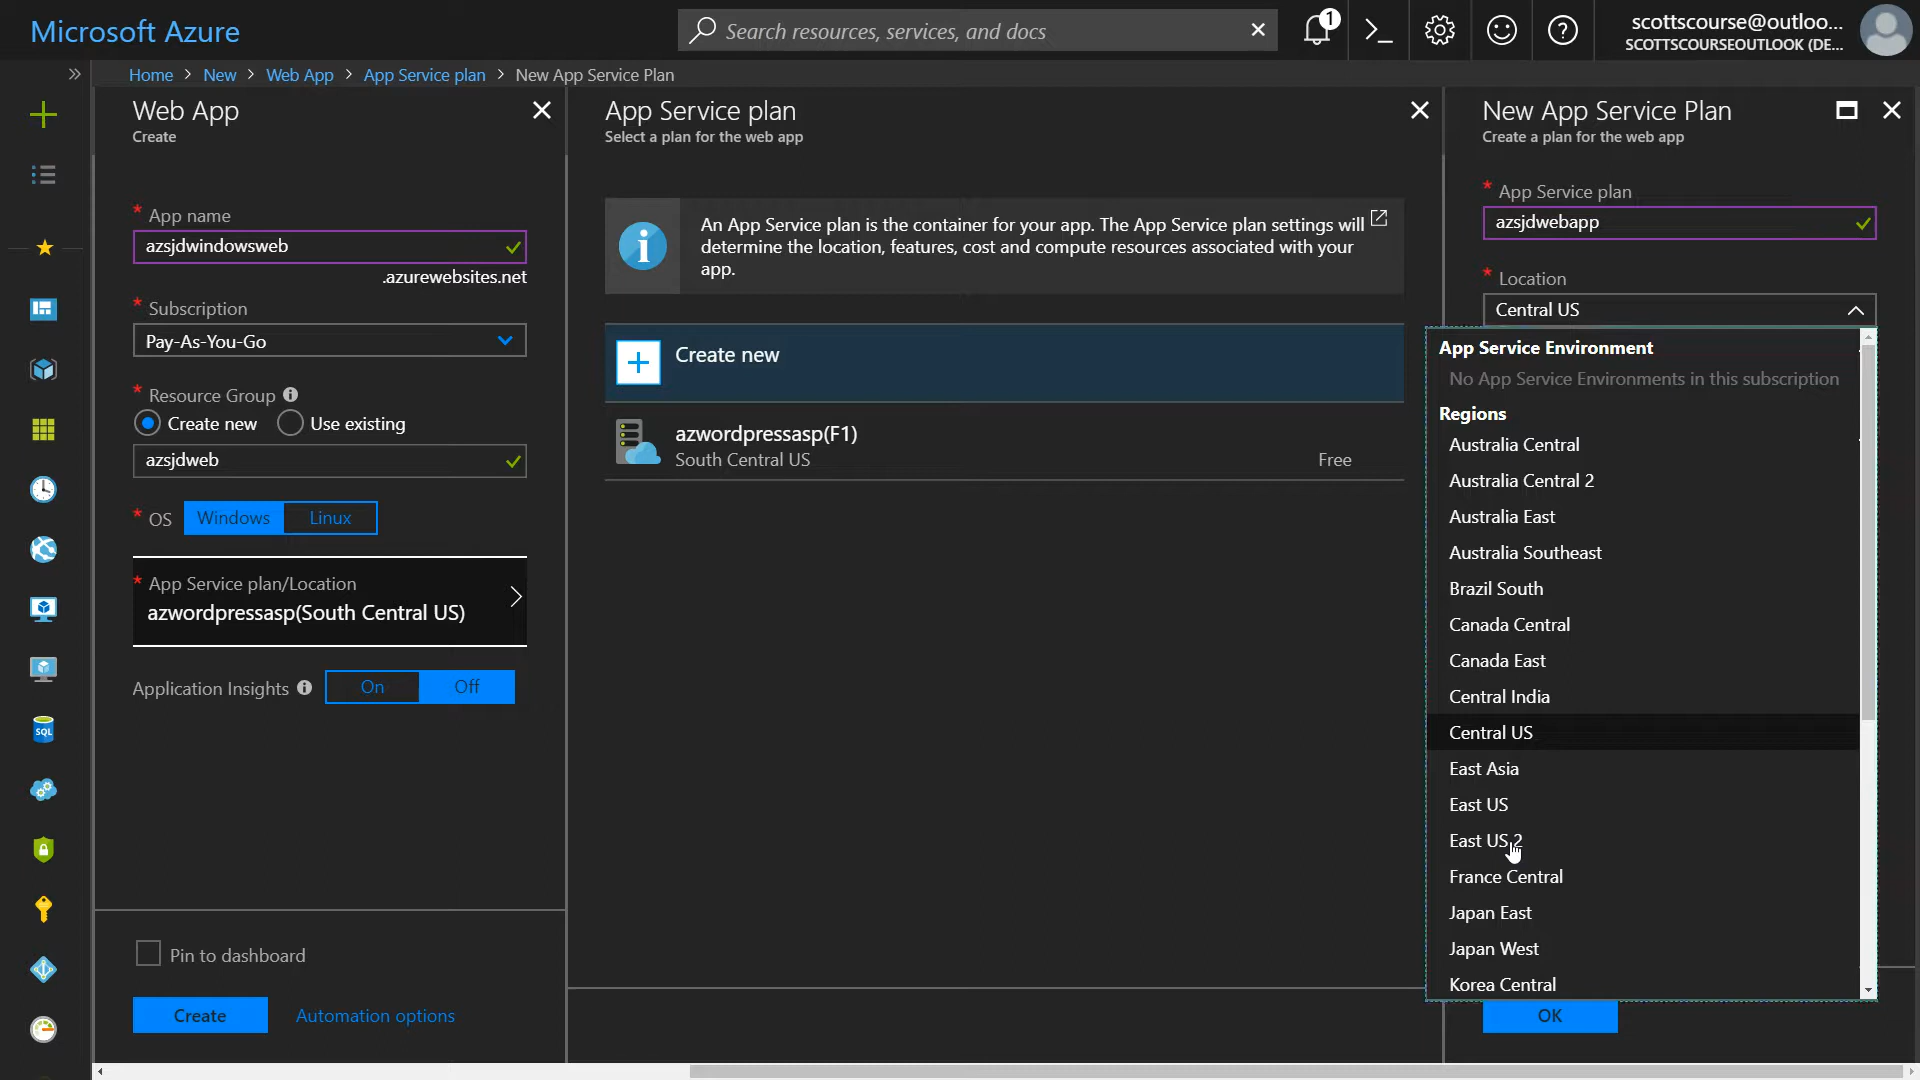 Microsoft Azure
Search resources, services, and docs
1
scottscourse@outloo...
SCOTTSCOURSEOUTLOOK (DE...
Home > New > Web App > App Service plan > New App Service Plan
Web App
Create
* App name
azsjdwindowsweb
.azurewebsites.net
* Subscription
Pay-As-You-Go
* Resource Group
Create new Use existing
azsjdweb
* OS Windows Linux
* App Service plan/Location
azwordpressasp(South Central US)
Application Insights On Off
Pin to dashboard
Create Automation options
App Service plan
Select a plan for the web app
An App Service plan is the container for your app. The App Service plan settings will
determine the location, features, cost and compute resources associated with your
app.
Create new
azwordpressasp(F1)
South Central US Free
New App Service Plan
Create a plan for the web app
* App Service plan
azsjdwebapp
* Location
Central US
App Service Environment
No App Service Environments in this subscription
Regions
Australia Central
Australia Central 2
Australia East
Australia Southeast
Brazil South
Canada Central
Canada East
Central India
Central US
East Asia
East US
East US 2
France Central
Japan East
Japan West
Korea Central
OK
SQL